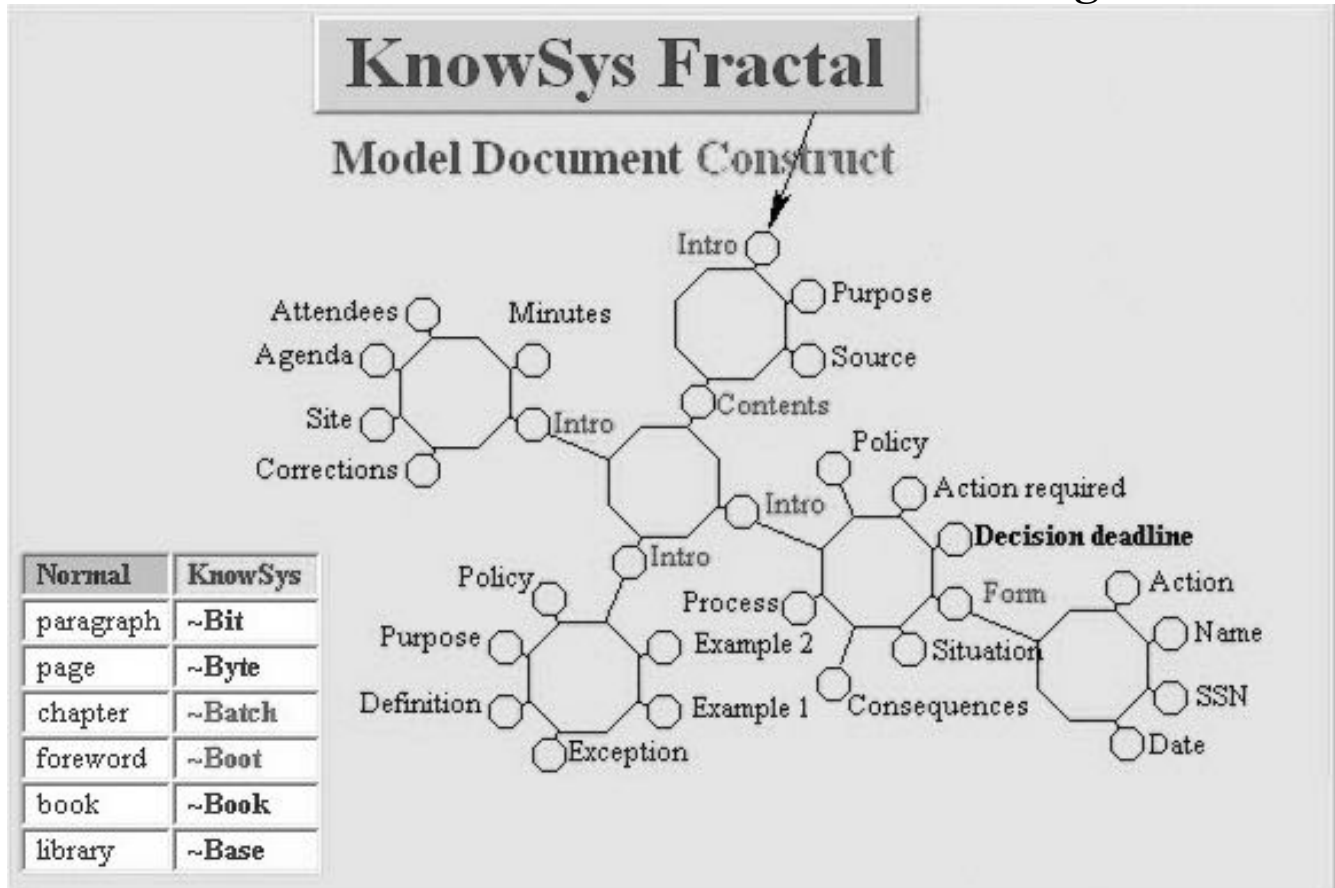 KnowSys Fractal
Model Document Construct
Intro
Purpose
Source
Contents
Attendees
Minutes
Agenda
Site
Intro
Corrections
Policy
Action required
Intro
Decision deadline
Process
Form
Situation
Consequences
Action
Name
SSN
Date
Intro
Policy
Purpose
Example 2
Definition
Example 1
Exception
Normal KnowSys
paragraph ~Bit
page ~Byte
chapter ~Batch
foreword ~Boot
book ~Book
library ~Base